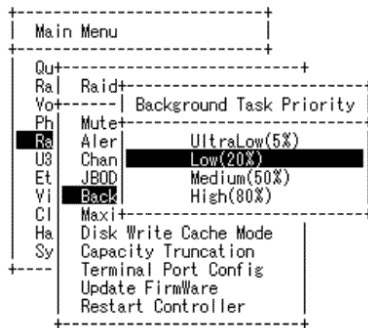 Main Menu
Qu
Ra Raid
Vo Background Task Priority
Ph Mute
Ra Aler UltraLow(5%)
U3 Chan Low(20%)
Et JBOD Medium(50%)
Vi Back High(80%)
Cl Maxi
Ha Disk Write Cache Mode
Sy Capacity Truncation
Terminal Port Config
Update FirmWare
Restart Controller